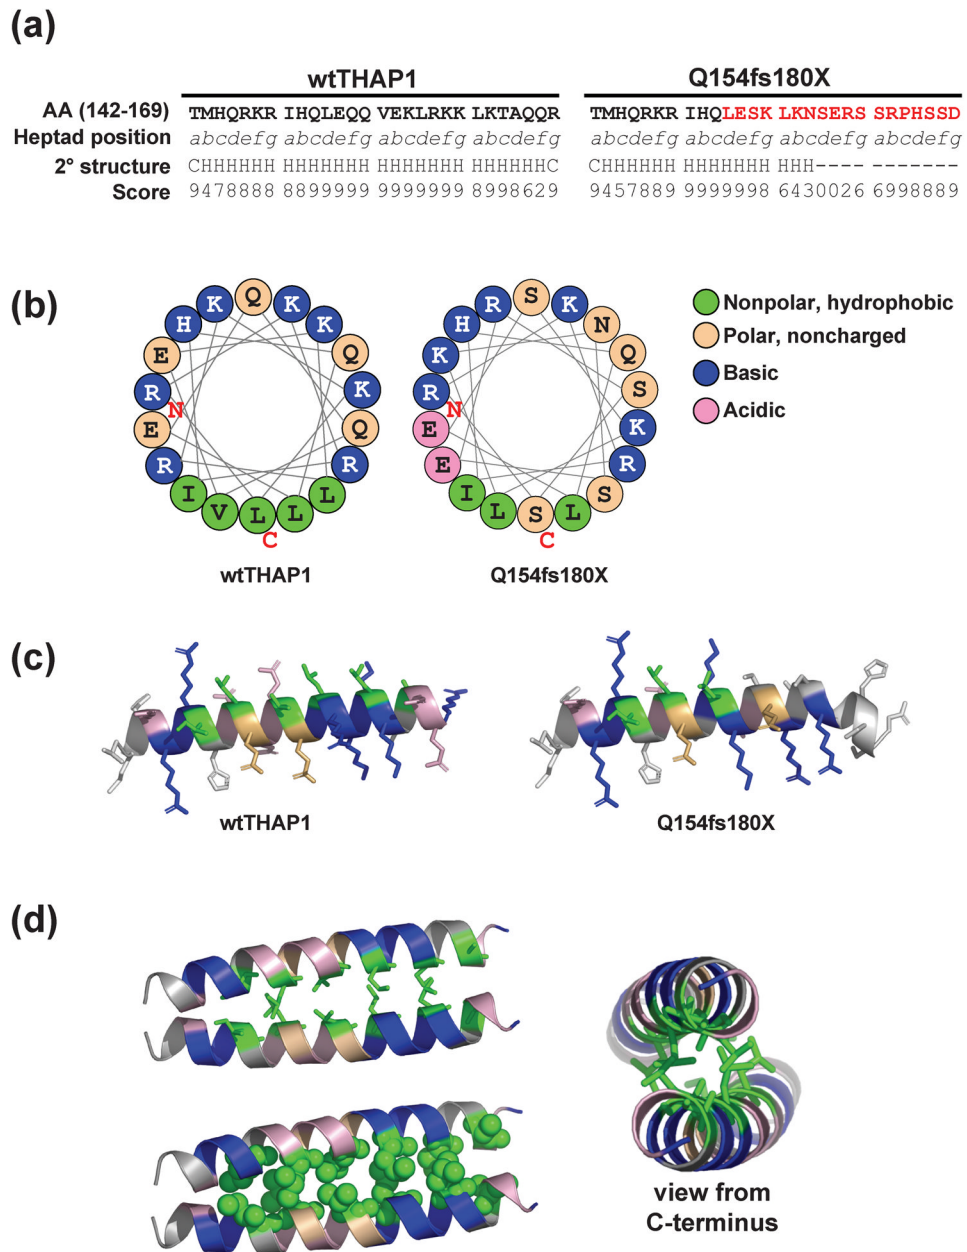 (a)
wtTHAP1 Q154fs180X
AA (142-169) TMHQRKR IHQLEQQ VEKLRKK LKTAQQR TMHQRKR IHQLESK LKNSERS SRPHSSD
Heptad position abcdefg abcdefg abcdefg abcdefg abcdefg abcdefg abcdefg abcdefg
2° structure CHHHHHH HHHHHHH HHHHHHH HHHHHHC CHHHHHH HHHHHHH HHH---- -------
Score 9478888 8899999 9999999 8998629 9457889 9999998 6430026 6998889
(b)
K Q K K Q K Q R L L L V I R E R E H
N
C
wtTHAP1
R S K N Q S K R S L S L I E E R K H
N
C
Q154fs180X
Nonpolar, hydrophobic
Polar, noncharged
Basic
Acidic
(c)
wtTHAP1 Q154fs180X
(d)
view from
C-terminus